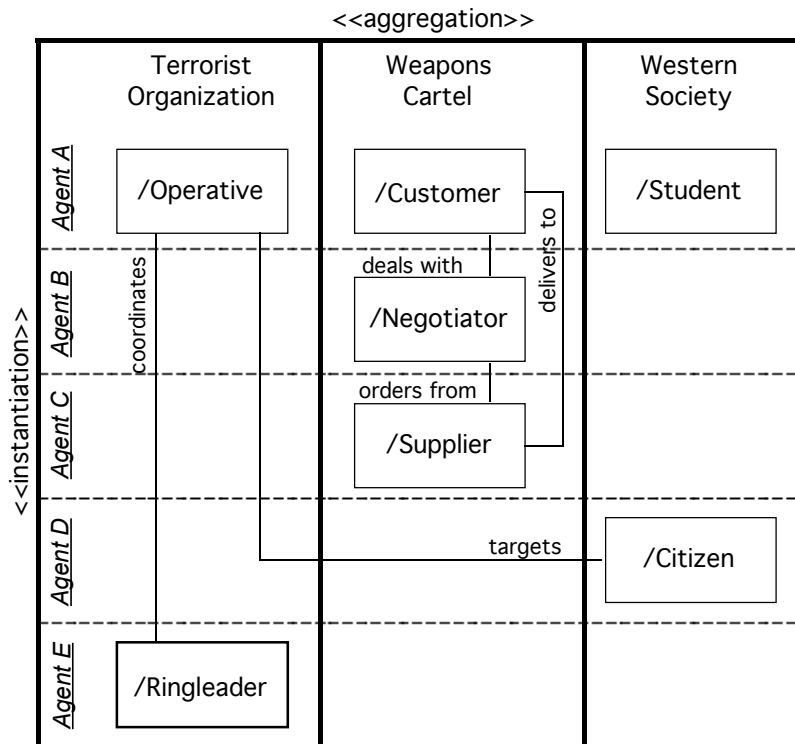 <<aggregation>>
Terrorist
Organization
Weapons
Cartel
Western
Society
<<instantiation>>
Agent A
/Operative
/Customer
/Student
coordinates
deals with
delivers to
Agent B
/Negotiator
orders from
Agent C
/Supplier
Agent D
targets
/Citizen
Agent E
/Ringleader